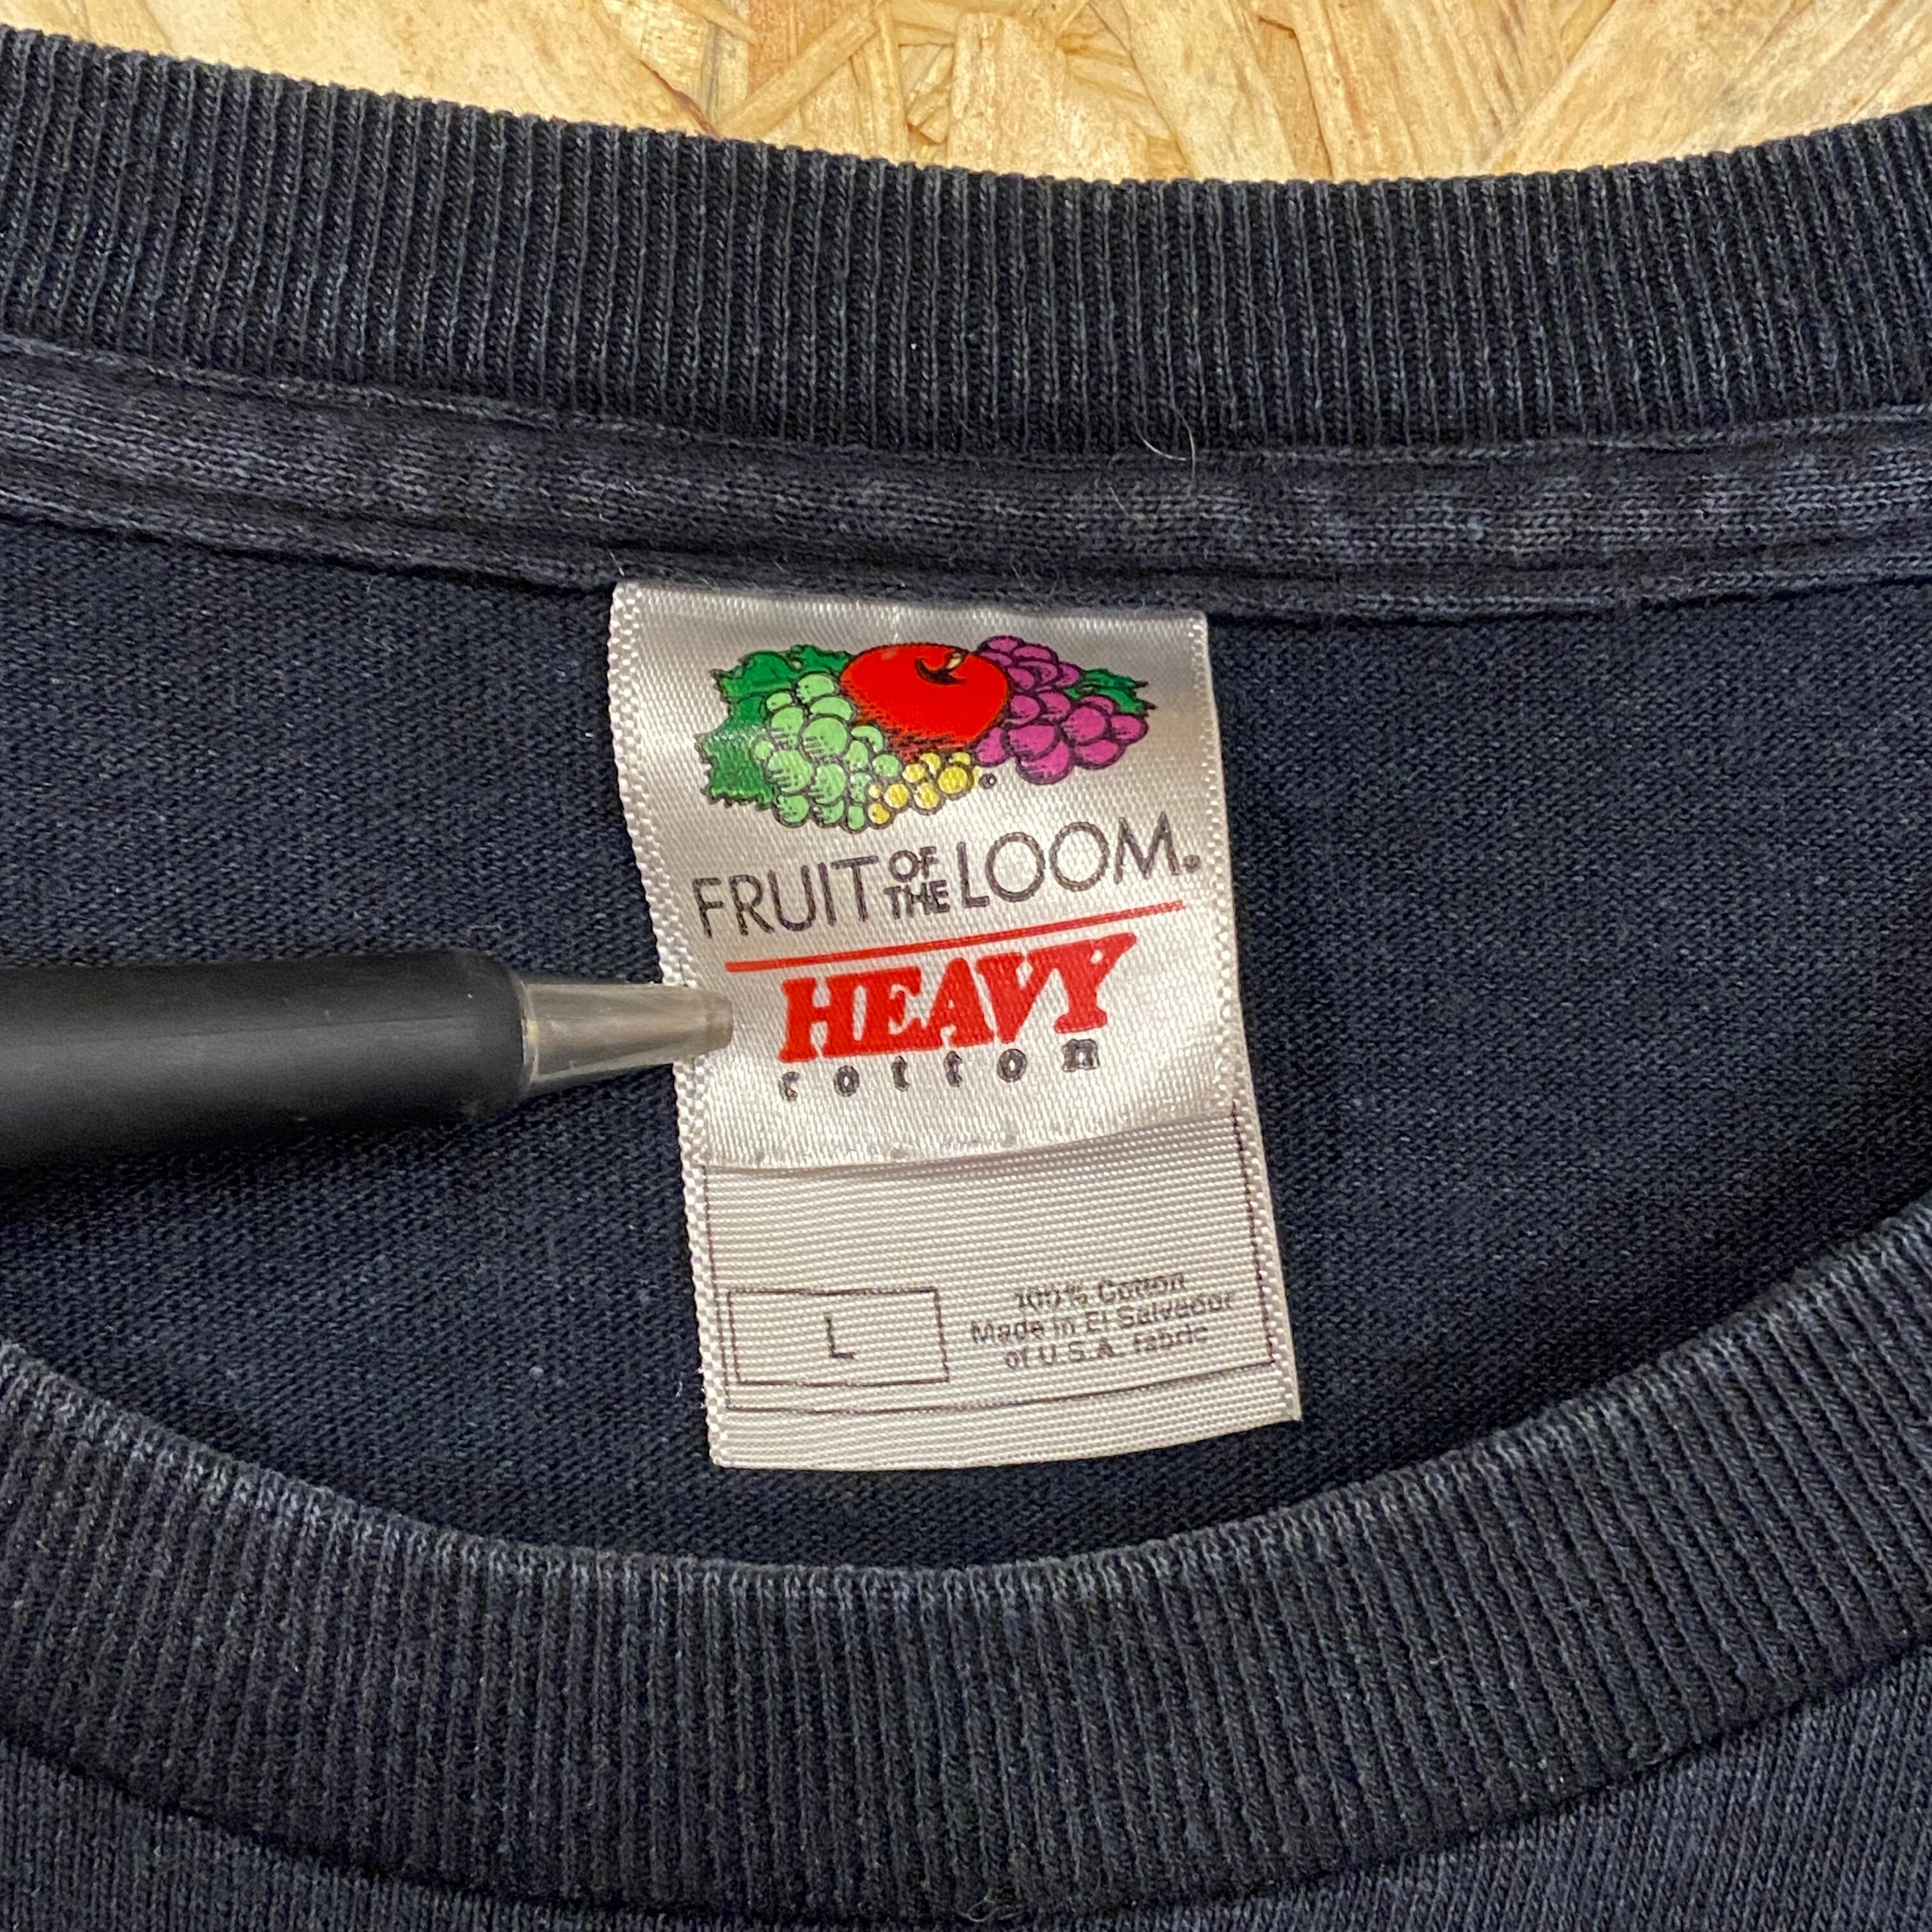 FRUIT OF THE LOOM®
HEAVY
cotton
L
100% Cotton
Made in El Salvador
of U.S.A. fabric